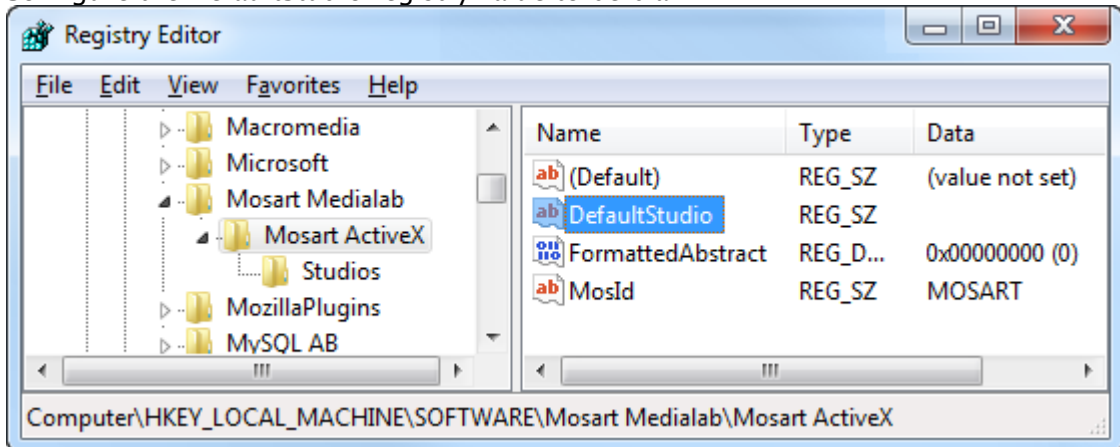 Registry Editor
File Edit View Favorites Help
Macromedia
Microsoft
Mosart Medialab
Mosart ActiveX
Studios
MozillaPlugins
MySQL AB
Name Type Data
(Default) REG_SZ (value not set)
DefaultStudio REG_SZ
FormattedAbstract REG_D... 0x00000000 (0)
MosId REG_SZ MOSART
Computer\HKEY_LOCAL_MACHINE\SOFTWARE\Mosart Medialab\Mosart ActiveX